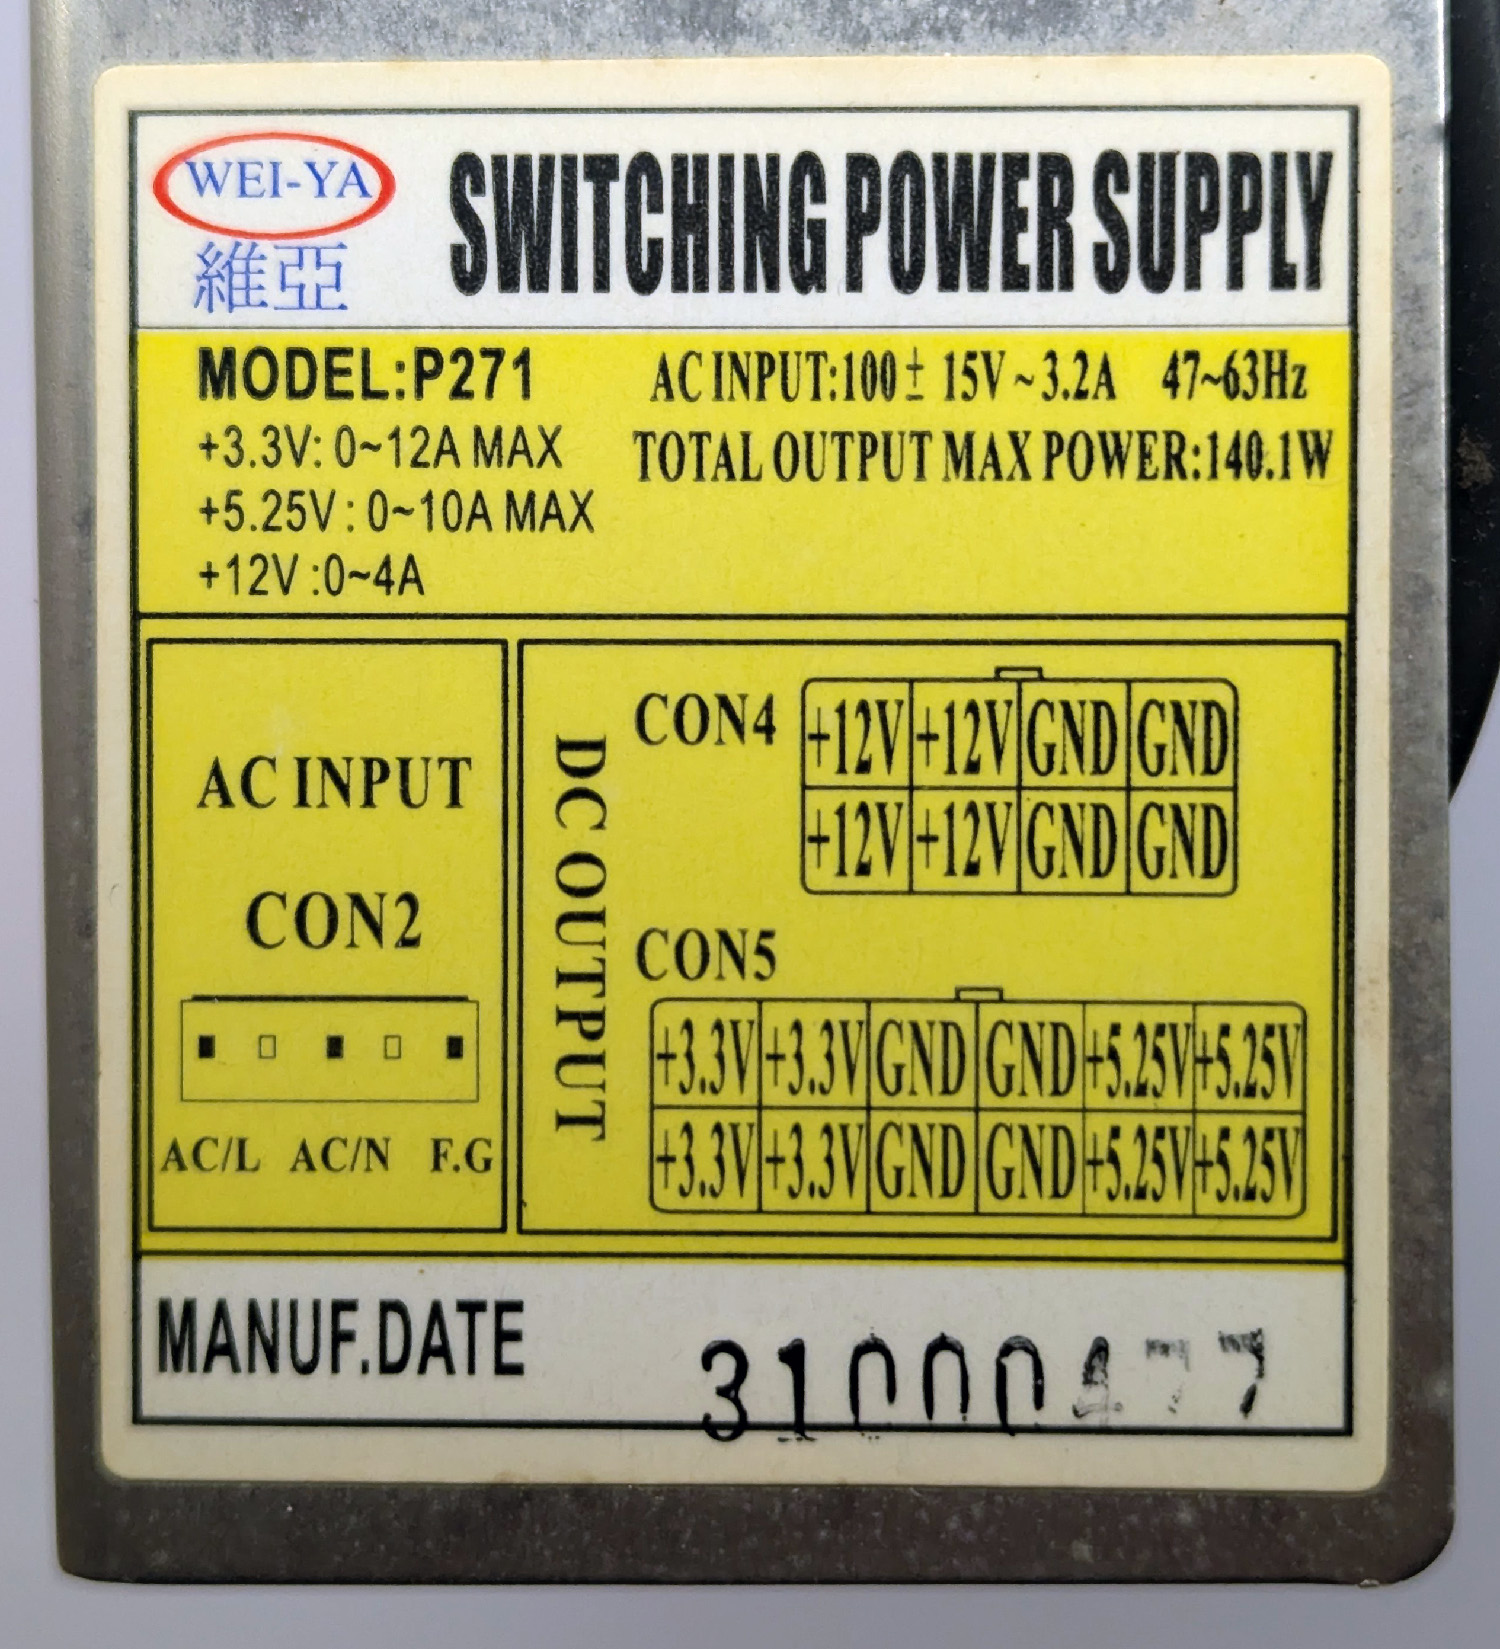 WEI-YA
維亞
SWITCHING POWER SUPPLY
MODEL:P271
+3.3V: 0~12A MAX
+5.25V: 0~10A MAX
+12V :0~4A
AC INPUT:100± 15V~3.2A 47~63Hz
TOTAL OUTPUT MAX POWER:140.1W
AC INPUT
CON2
AC/L AC/N F.G
DC OUTPUT
CON4
+12V +12V GND GND
+12V +12V GND GND
CON5
+3.3V +3.3V GND GND +5.25V +5.25V
+3.3V +3.3V GND GND +5.25V +5.25V
MANUF.DATE
31000477